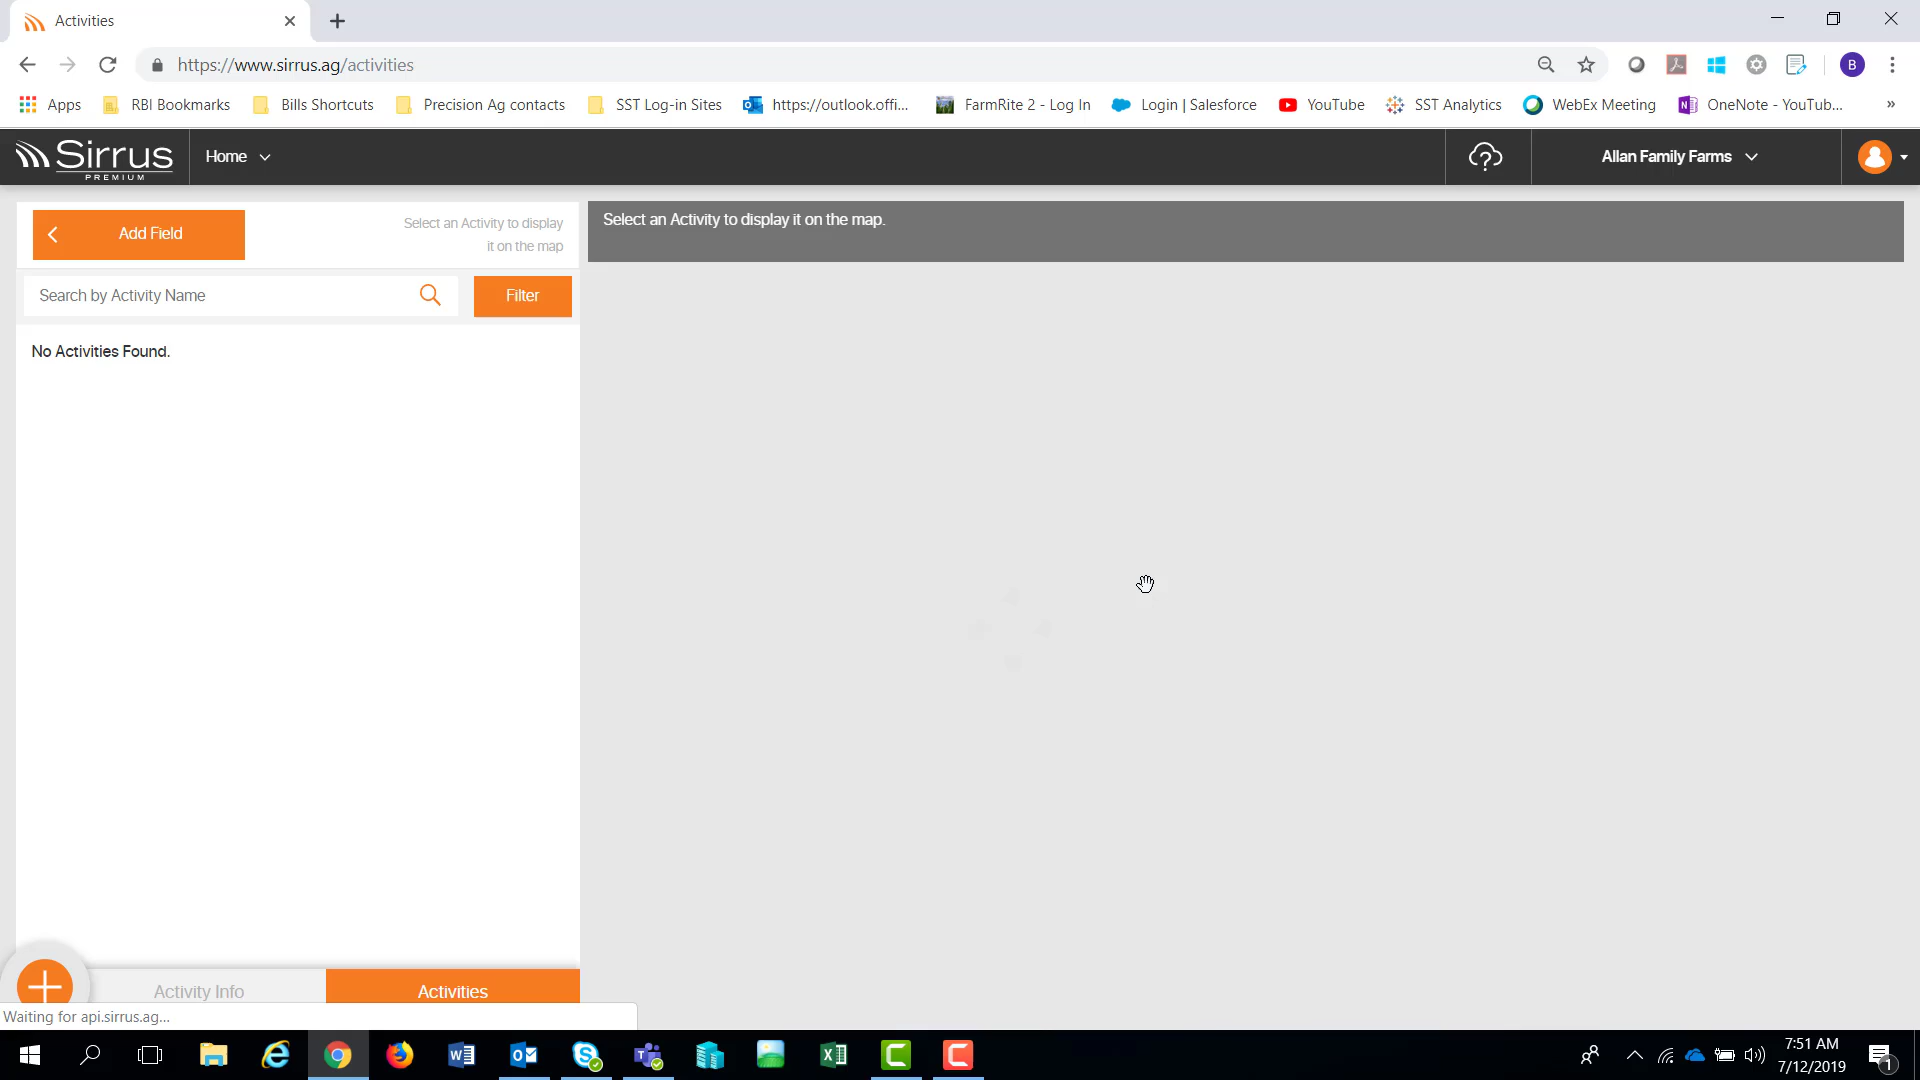 Activities
https://www.sirrus.ag/activities
B
Apps RBI Bookmarks Bills Shortcuts Precision Ag contacts SST Log-in Sites https://outlook.offi... FarmRite 2 - Log In Login | Salesforce YouTube SST Analytics WebEx Meeting OneNote - YouTub... »
Sirrus
PREMIUM
Home
Allan Family Farms
Add Field
Select an Activity to display
it on the map
Select an Activity to display it on the map.
Search by Activity Name
Filter
No Activities Found.
Activity Info
Activities
Waiting for api.sirrus.ag...
7:51 AM
7/12/2019
1